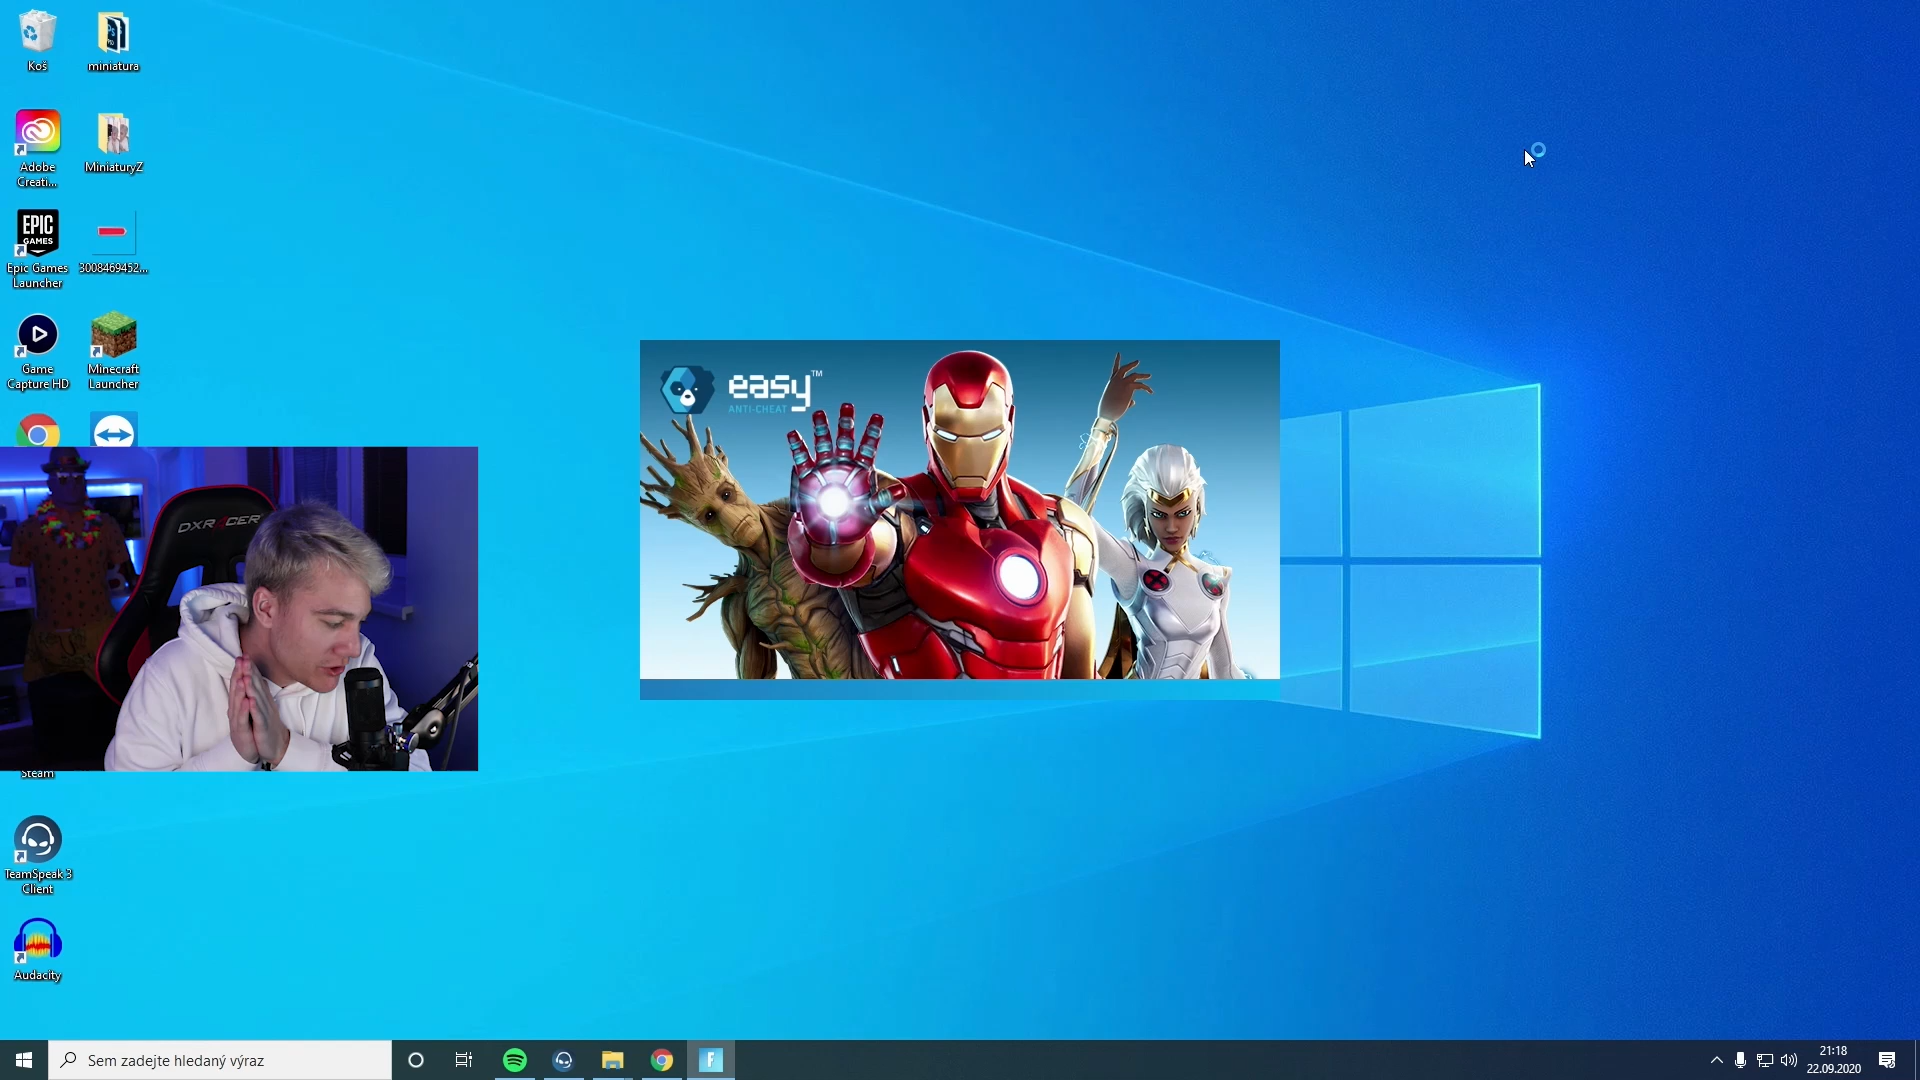 Koš
miniatura
Adobe
Creati...
MiniaturyZ
EPIC
GAMES
Epic Games
Launcher
3008469452...
Game
Capture HD
Minecraft
Launcher
easy™
ANTI-CHEAT
DXRACER
Steam
TeamSpeak 3
Client
Audacity
Sem zadejte hledaný výraz
F
21:18
22.09.2020